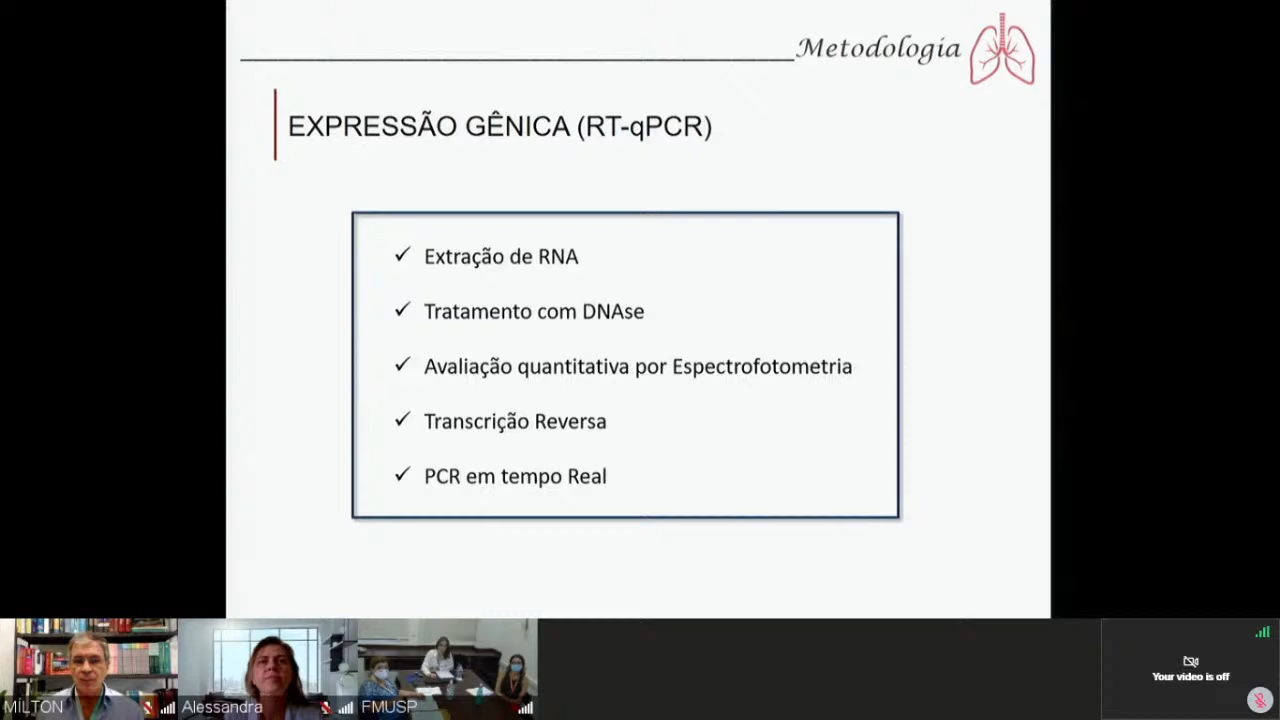 Metodologia
EXPRESSÃO GÊNICA (RT-qPCR)
✓ Extração de RNA
✓ Tratamento com DNAse
✓ Avaliação quantitativa por Espectrofotometria
✓ Transcrição Reversa
✓ PCR em tempo Real
MILTON
Alessandra
FMUSP
Your video is off